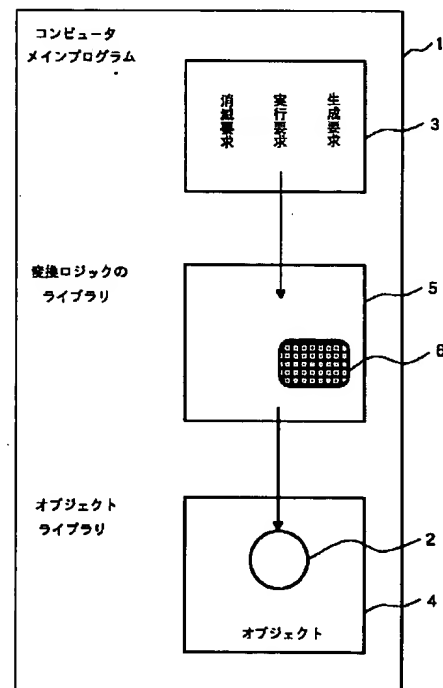 コンピュータ
メインプログラム
1
消滅要求
実行要求
生成要求
3
変換ロジックの
ライブラリ
5
6
オブジェクト
ライブラリ
2
オブジェクト
4